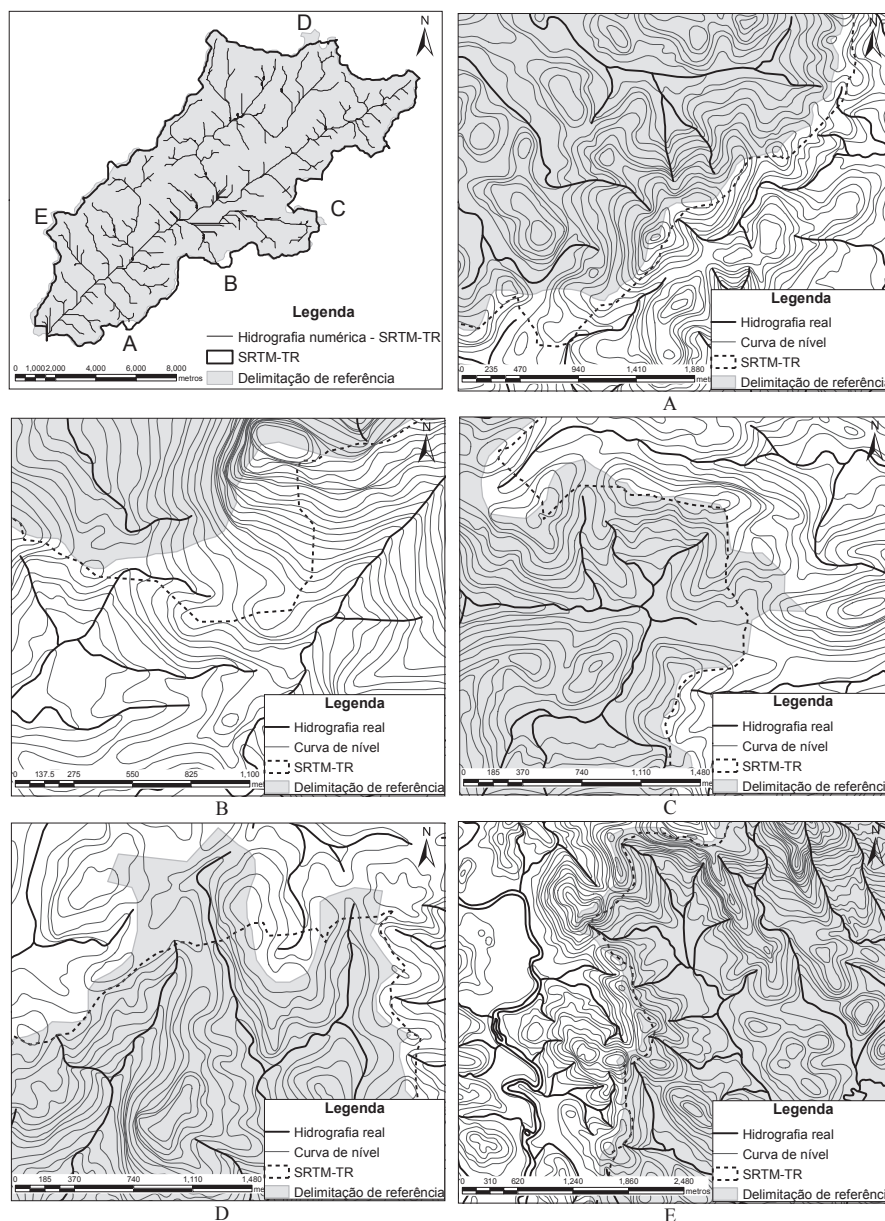 D
N
E
C
B
A
Legenda
Hidrografia numérica - SRTM-TR
SRTM-TR
Delimitação de referência
0 1,000 2,000 4,000 6,000 8,000
metros
N
Legenda
Hidrografia real
Curva de nível
SRTM-TR
Delimitação de referência
235 470 940 1,410 1,880
A
N
Legenda
Hidrografia real
Curva de nível
SRTM-TR
Delimitação de referência
0 137.5 275 550 825 1,100
B
N
Legenda
Hidrografia real
Curva de nível
SRTM-TR
Delimitação de referência
0 185 370 740 1,110 1,480
C
N
Legenda
Hidrografia real
Curva de nível
SRTM-TR
Delimitação de referência
0 185 370 740 1,110 1,480
D
N
Legenda
Hidrografia real
Curva de nível
SRTM-TR
Delimitação de referência
0 310 620 1,240 1,860 2,480
metros
E